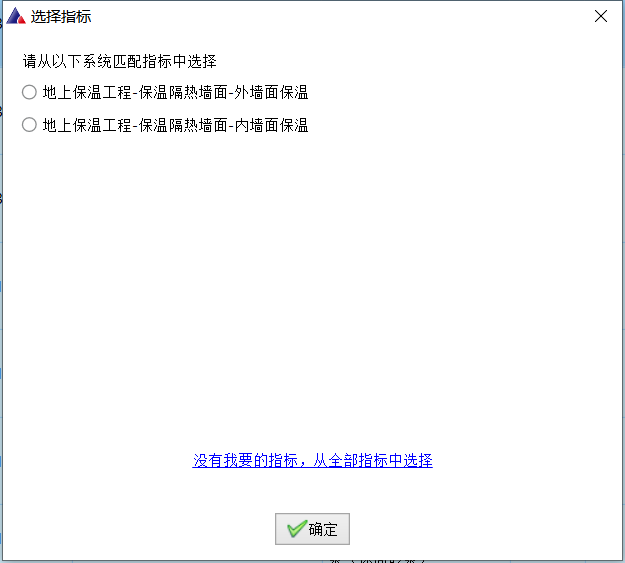 选择指标
请从以下系统匹配指标中选择
地上保温工程-保温隔热墙面-外墙面保温
地上保温工程-保温隔热墙面-内墙面保温
没有我要的指标，从全部指标中选择
确定